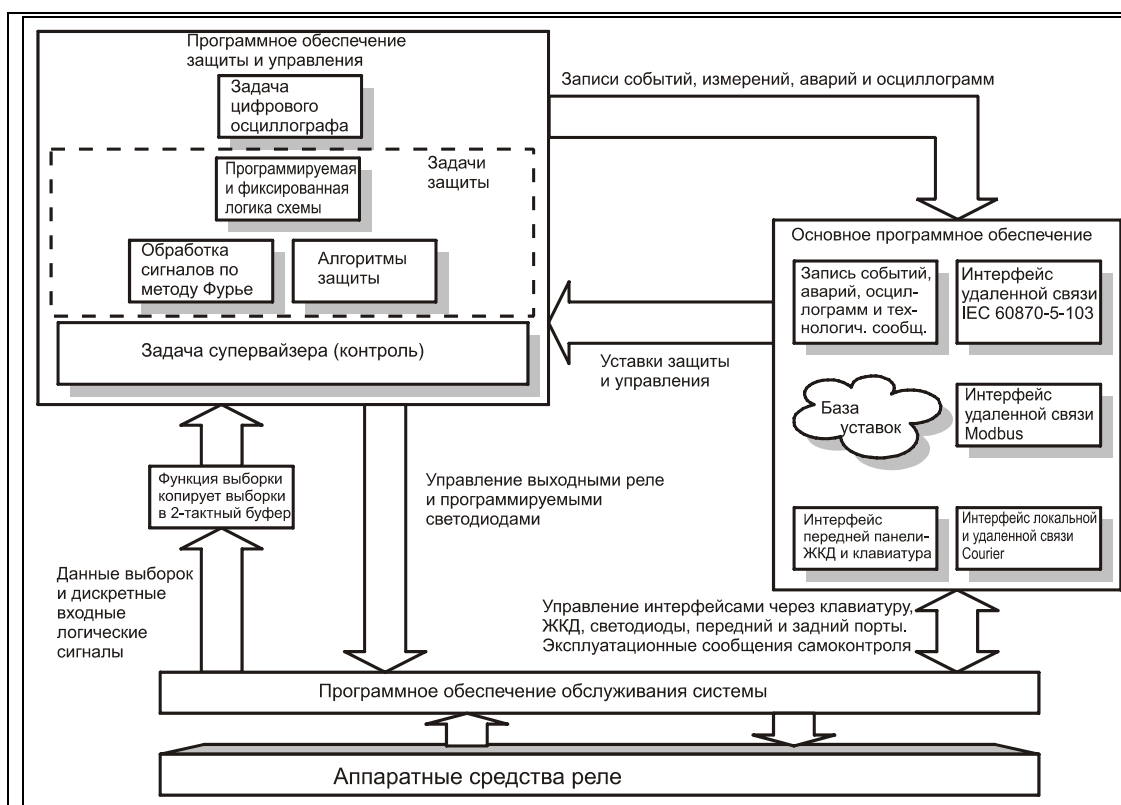 Программное обеспечение
защиты и управления
Задача
цифрового
осциллографа
Задачи
защиты
Программируемая
и фиксированная
логика схемы
Обработка
сигналов по
методу Фурье
Алгоритмы
защиты
Задача супервайзера (контроль)
Записи событий, измерений, аварий и осциллограмм
Основное программное обеспечение
Запись событий,
аварий, осцил-
лограмм и тех-
нологич. сообщ.
Интерфейс
удаленной связи
IEC 60870-5-103
Уставки защиты
и управления
База
уставок
Интерфейс
удаленной связи
Modbus
Интерфейс
передней панели-
ЖКД и клавиатура
Интерфейс локальной
и удаленной связи
Courier
Функция выборки
копирует выборки
в 2-тактный буфер
Управление выходными реле
и программируемыми
светодиодами
Данные выборок
и дискретные
входные
логические
сигналы
Управление интерфейсами через клавиатуру,
ЖКД, светодиоды, передний и задний порты.
Эксплуатационные сообщения самоконтроля
Программное обеспечение обслуживания системы
Аппаратные средства реле